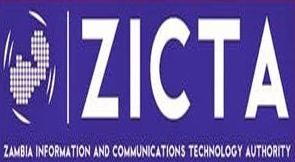 ZICTA
ZAMBIA INFORMATION AND COMMUNICATIONS TECHNOLOGY AUTHORITY